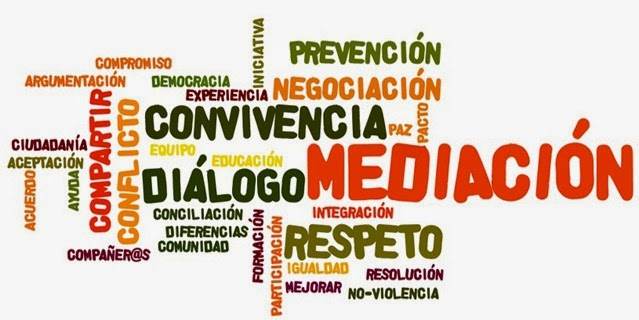 COMPROMISO
ARGUMENTACIÓN
DEMOCRACIA
EXPERIENCIA
INICIATIVA
PREVENCIÓN
NEGOCIACIÓN
COMPARTIR
CONFLICTO
CONVIVENCIA
PAZ
PACTO
CIUDADANÍA
ACEPTACIÓN
ACUERDO
AYUDA
EQUIPO
EDUCACIÓN
DIÁLOGO
MEDIACIÓN
CONCILIACIÓN
DIFERENCIAS
COMUNIDAD
COMPAÑER@S
FORMACIÓN
PARTICIPACIÓN
INTEGRACIÓN
RESPETO
IGUALDAD
RESOLUCIÓN
MEJORAR
NO-VIOLENCIA